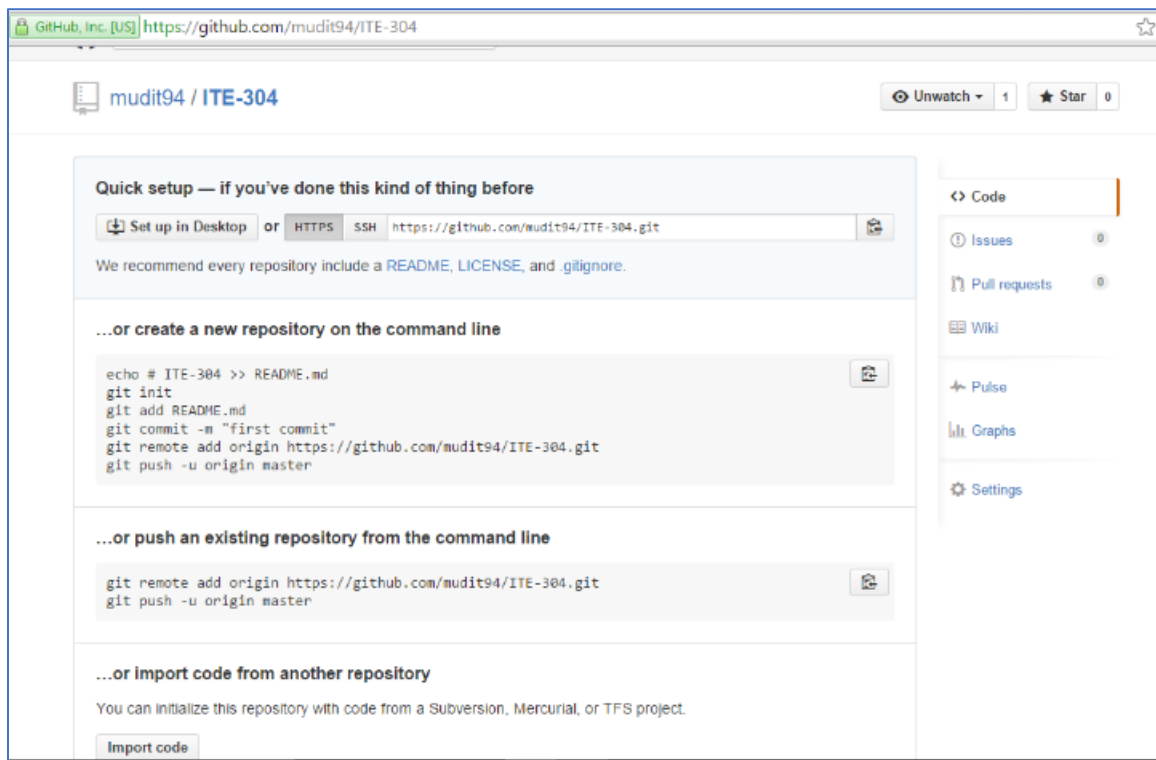 GitHub, Inc. [US] https://github.com/mudit94/ITE-304
mudit94 / ITE-304
Unwatch 1 Star 0
Quick setup — if you've done this kind of thing before
Set up in Desktop or HTTPS SSH https://github.com/mudit94/ITE-304.git
We recommend every repository include a README, LICENSE, and .gitignore.
…or create a new repository on the command line
echo # ITE-304 >> README.md
git init
git add README.md
git commit -m "first commit"
git remote add origin https://github.com/mudit94/ITE-304.git
git push -u origin master
…or push an existing repository from the command line
git remote add origin https://github.com/mudit94/ITE-304.git
git push -u origin master
…or import code from another repository
You can initialize this repository with code from a Subversion, Mercurial, or TFS project.
Import code
<> Code
Issues 0
Pull requests 0
Wiki
Pulse
Graphs
Settings